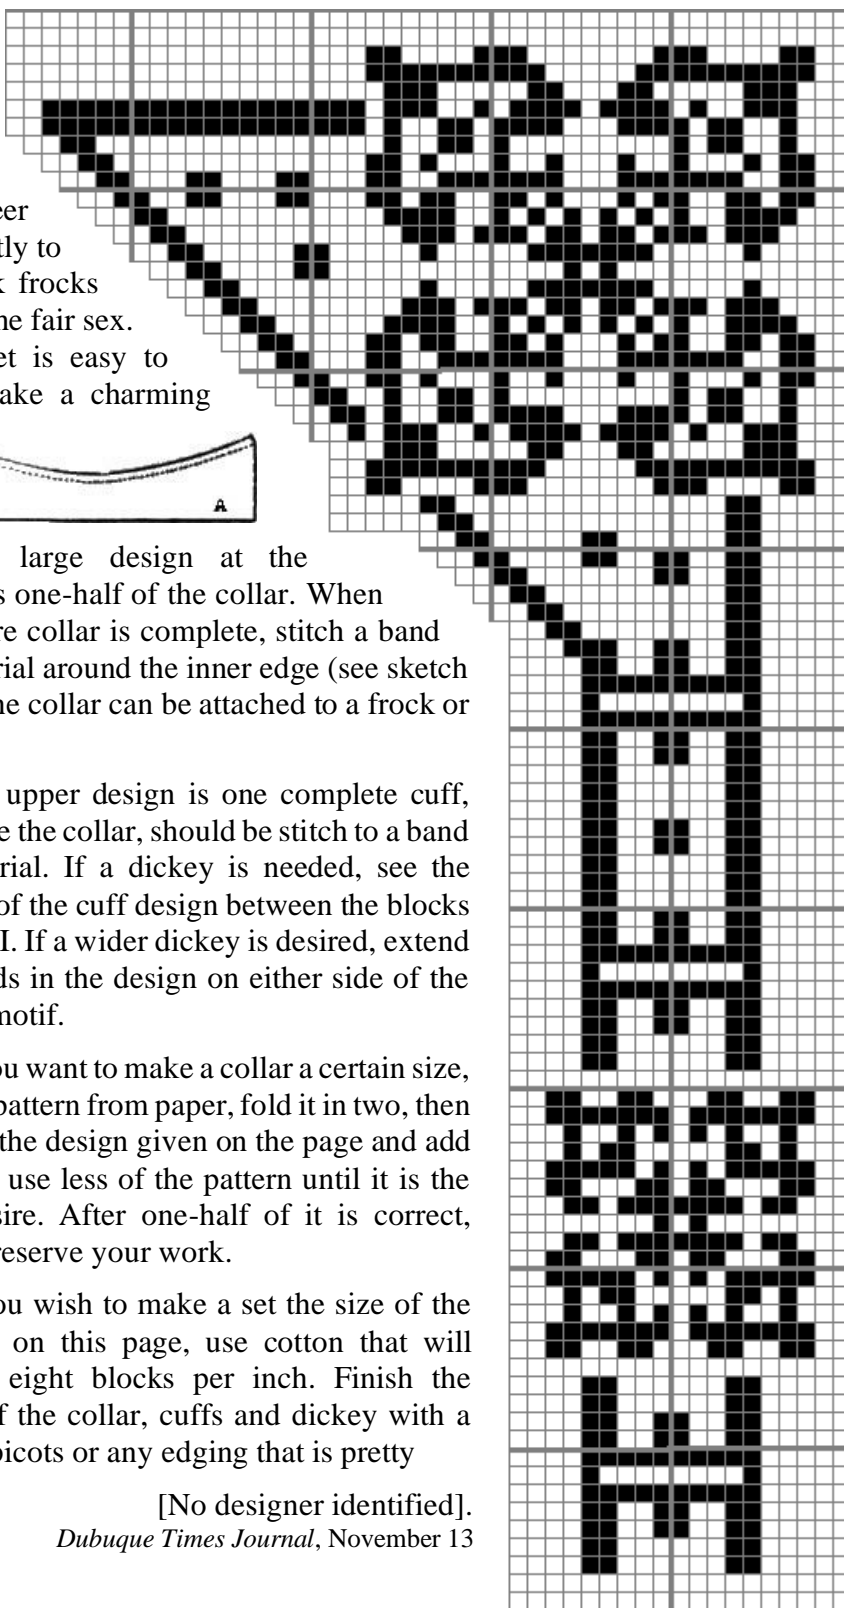 eer
tly to
k frocks
he fair sex.
et is easy to
ake a charming
A
large design at the
s one-half of the collar. When
re collar is complete, stitch a band
rial around the inner edge (see sketch
he collar can be attached to a frock or
upper design is one complete cuff,
e the collar, should be stitch to a band
rial. If a dickey is needed, see the
of the cuff design between the blocks
I. If a wider dickey is desired, extend
ds in the design on either side of the
motif.
ou want to make a collar a certain size,
pattern from paper, fold it in two, then
the design given on the page and add
use less of the pattern until it is the
sire. After one-half of it is correct,
reserve your work.
ou wish to make a set the size of the
on this page, use cotton that will
eight blocks per inch. Finish the
f the collar, cuffs and dickey with a
picots or any edging that is pretty
[No designer identified].
Dubuque Times Journal, November 13